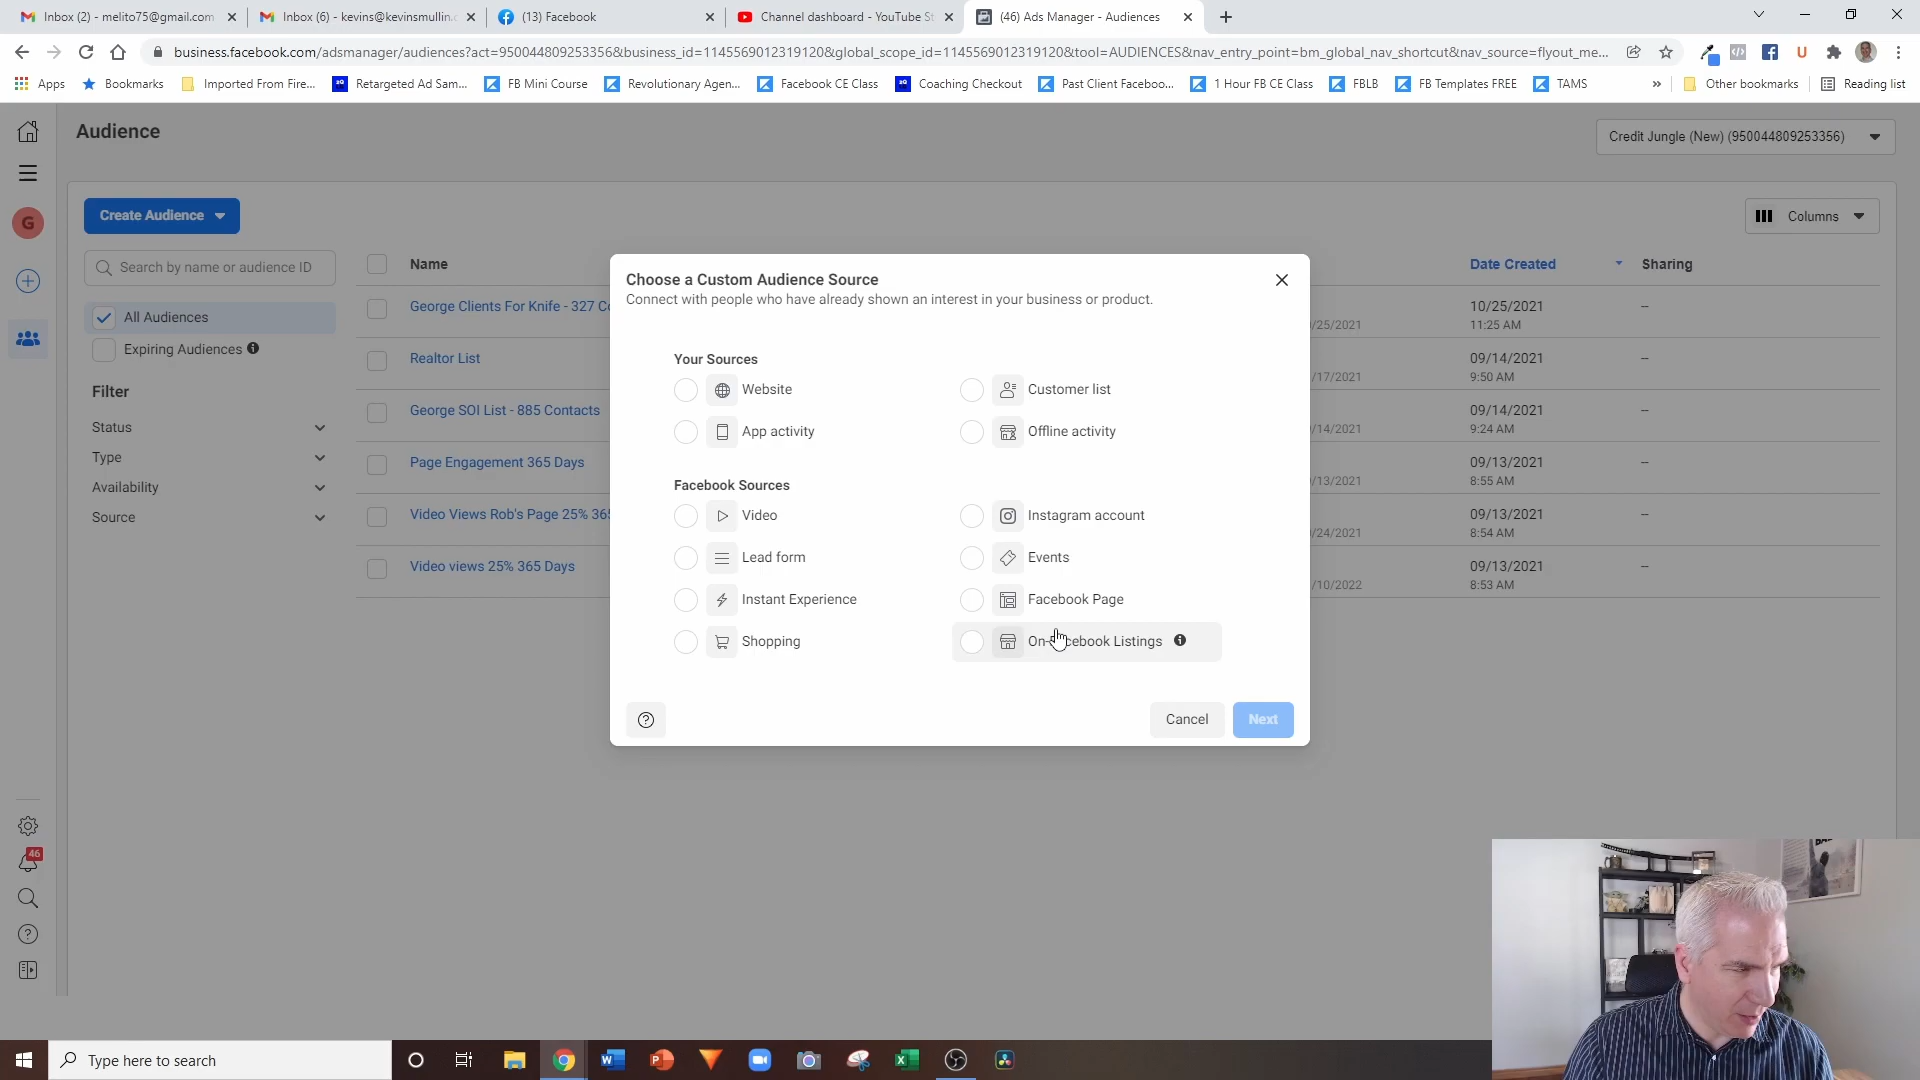 Inbox (2) - melito75@gmail.com
Inbox (6) - kevins@kevinsmullin.c
(13) Facebook
Channel dashboard - YouTube St
(46) Ads Manager - Audiences
business.facebook.com/adsmanager/audiences?act=950044809253356&business_id=1145569012319120&global_scope_id=1145569012319120&tool=AUDIENCES&nav_entry_point=bm_global_nav_shortcut&nav_source=flyout_me...
Apps
Bookmarks
Imported From Fire...
Retargeted Ad Sam...
FB Mini Course
Revolutionary Agen...
Facebook CE Class
Coaching Checkout
Past Client Faceboo...
1 Hour FB CE Class
FBLB
FB Templates FREE
TAMS
Other bookmarks
Reading list
Audience
Credit Jungle (New) (950044809253356)
G
Create Audience
Columns
Search by name or audience ID
All Audiences
Expiring Audiences
Filter
Status
Type
Availability
Source
Name
Date Created
Sharing
George Clients For Knife - 327 Co
/25/2021
10/25/2021
11:25 AM
--
Realtor List
/17/2021
09/14/2021
9:50 AM
--
George SOI List - 885 Contacts
/14/2021
09/14/2021
9:24 AM
--
Page Engagement 365 Days
/13/2021
09/13/2021
8:55 AM
--
Video Views Rob's Page 25% 365
/24/2021
09/13/2021
8:54 AM
--
Video views 25% 365 Days
/10/2022
09/13/2021
8:53 AM
--
Choose a Custom Audience Source
Connect with people who have already shown an interest in your business or product.
Your Sources
Website
Customer list
App activity
Offline activity
Facebook Sources
Video
Instagram account
Lead form
Events
Instant Experience
Facebook Page
Shopping
On-Facebook Listings
Cancel
Next
46
Type here to search